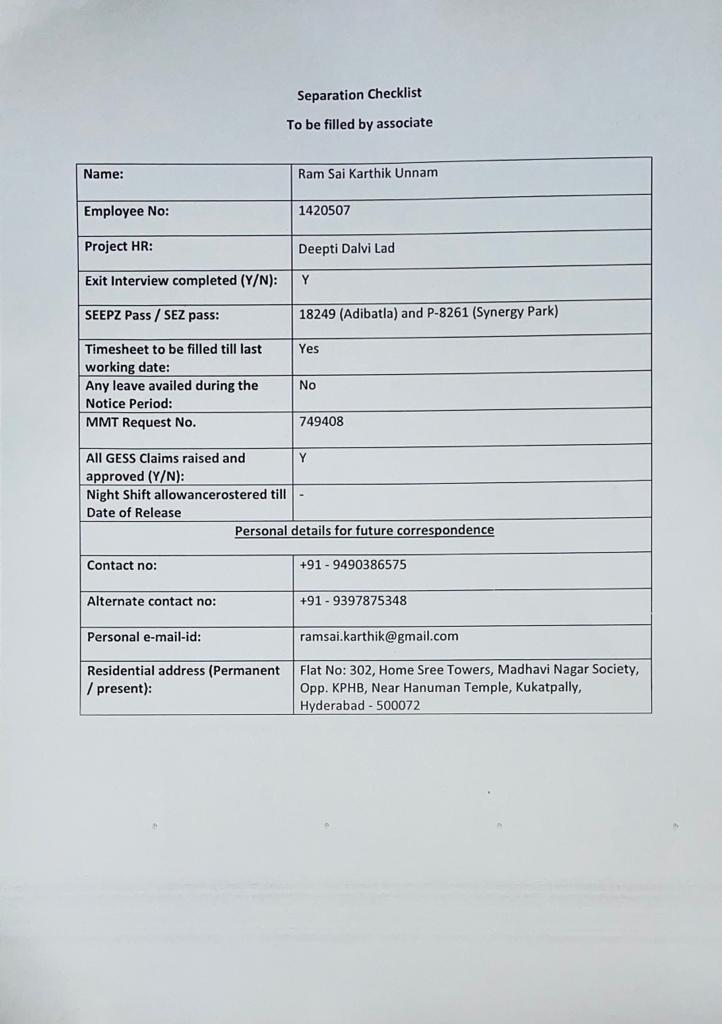 Separation Checklist
To be filled by associate
Name: Ram Sai Karthik Unnam
Employee No: 1420507
Project HR: Deepti Dalvi Lad
Exit Interview completed (Y/N): Y
SEEPZ Pass / SEZ pass: 18249 (Adibatla) and P-8261 (Synergy Park)
Timesheet to be filled till last Yes
working date:
Any leave availed during the No
Notice Period:
MMT Request No. 749408
All GESS Claims raised and Y
approved (Y/N):
Night Shift allowancerostered till -
Date of Release
Personal details for future correspondence
Contact no: +91 - 9490386575
Alternate contact no: +91 - 9397875348
Personal e-mail-id: ramsai.karthik@gmail.com
Residential address (Permanent Flat No: 302, Home Sree Towers, Madhavi Nagar Society,
/ present): Opp. KPHB, Near Hanuman Temple, Kukatpally,
Hyderabad - 500072